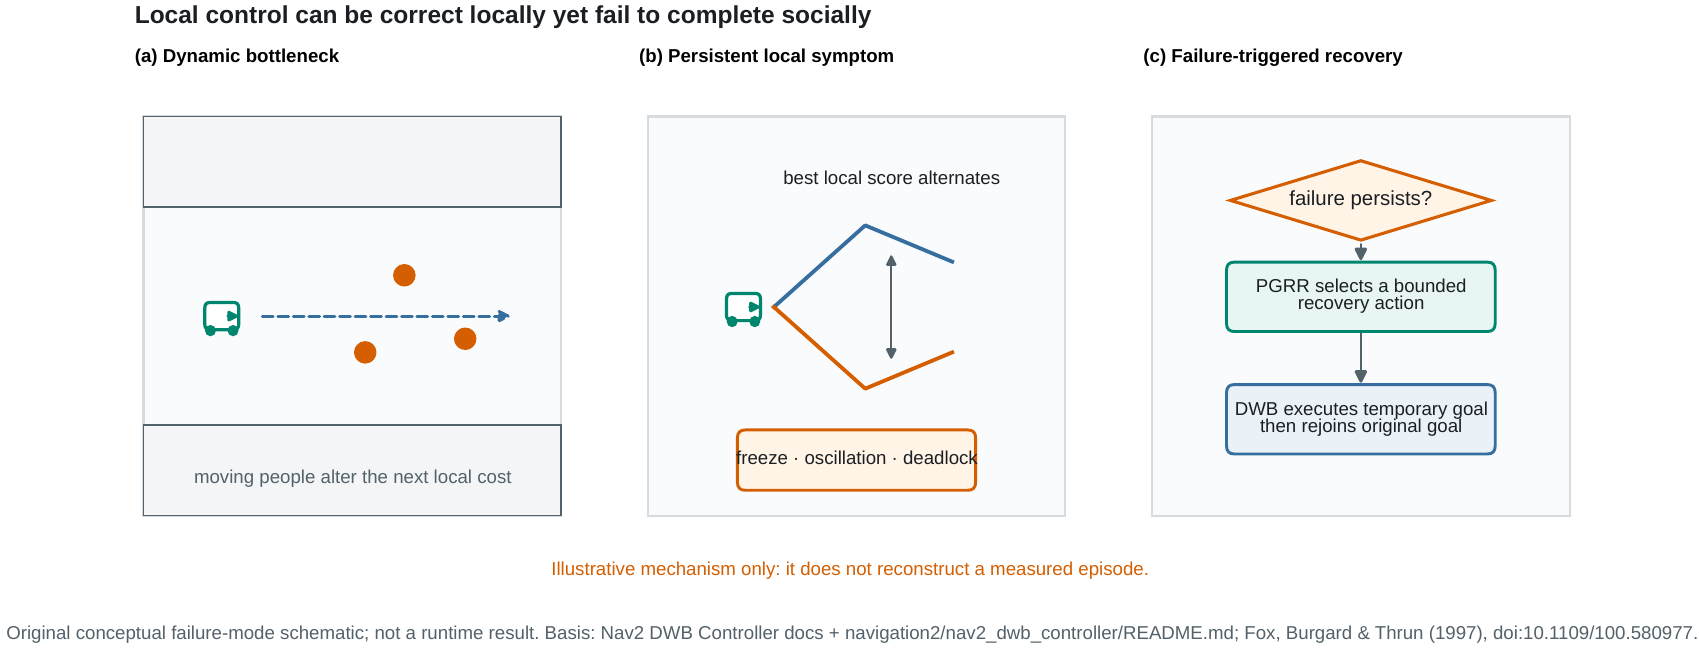 Local control can be correct locally yet fail to complete socially
(a) Dynamic bottleneck
(b) Persistent local symptom
(c) Failure-triggered recovery
moving people alter the next local cost
best local score alternates
freeze · oscillation · deadlock
failure persists?
PGRR selects a bounded
recovery action
DWB executes temporary goal
then rejoins original goal
Illustrative mechanism only: it does not reconstruct a measured episode.
Original conceptual failure-mode schematic; not a runtime result. Basis: Nav2 DWB Controller docs + navigation2/nav2_dwb_controller/README.md; Fox, Burgard & Thrun (1997), doi:10.1109/100.580977.